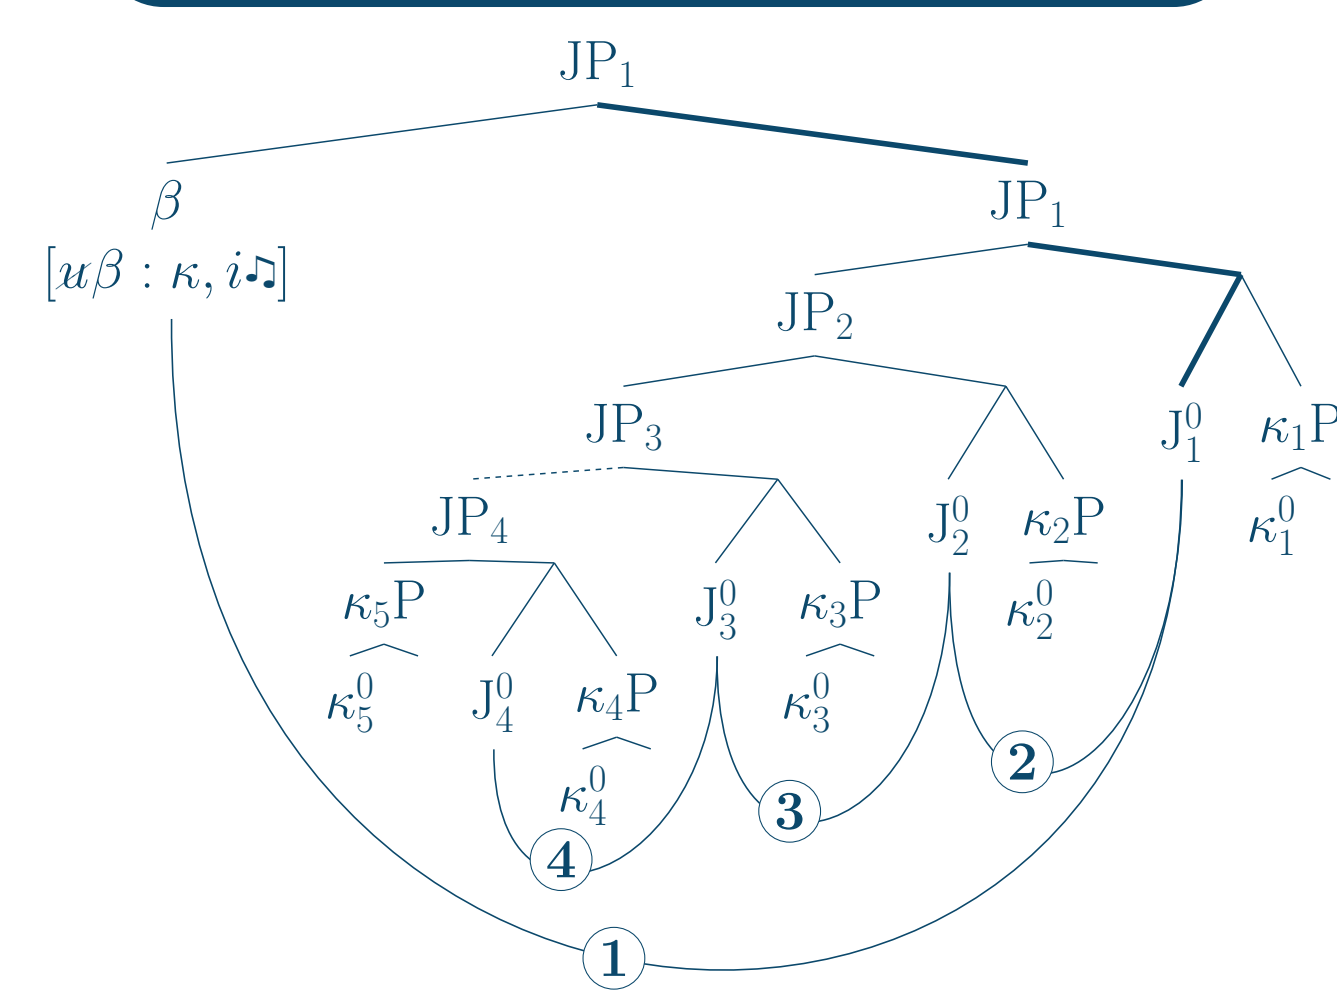 JP₁
β JP₁
[uβ : κ, i♫]
JP₂
JP₃ J⁰₁ κ₁P
JP₄ J⁰₂ κ₂P κ⁰₁
κ₅P J⁰₃ κ₃P κ⁰₂
κ⁰₅ J⁰₄ κ₄P κ⁰₃
2
κ⁰₄ 3
4
1